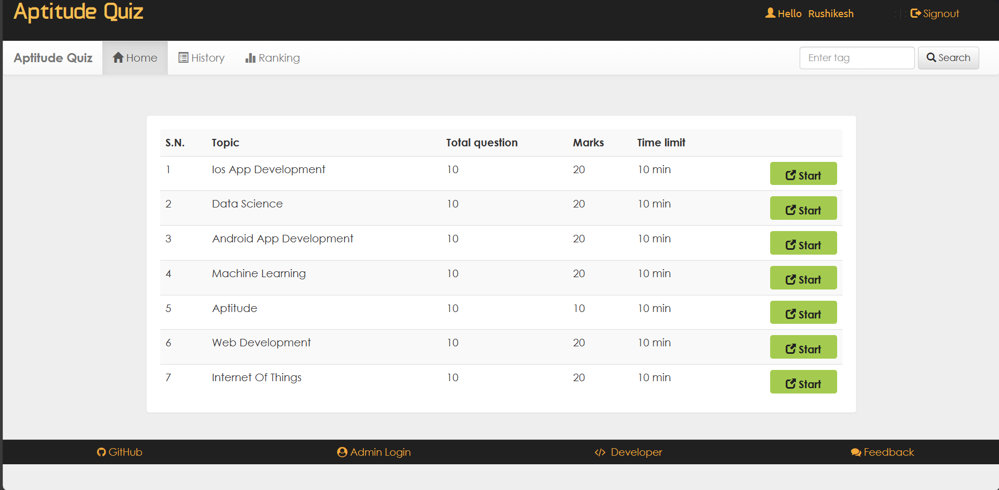 Aptitude Quiz
Hello Rushikesh
Signout
Aptitude Quiz Home History Ranking Enter tag Search
S.N. Topic Total question Marks Time limit
1 Ios App Development 10 20 10 min Start
2 Data Science 10 20 10 min Start
3 Android App Development 10 20 10 min Start
4 Machine Learning 10 20 10 min Start
5 Aptitude 10 10 10 min Start
6 Web Development 10 20 10 min Start
7 Internet Of Things 10 20 10 min Start
GitHub Admin Login </> Developer Feedback